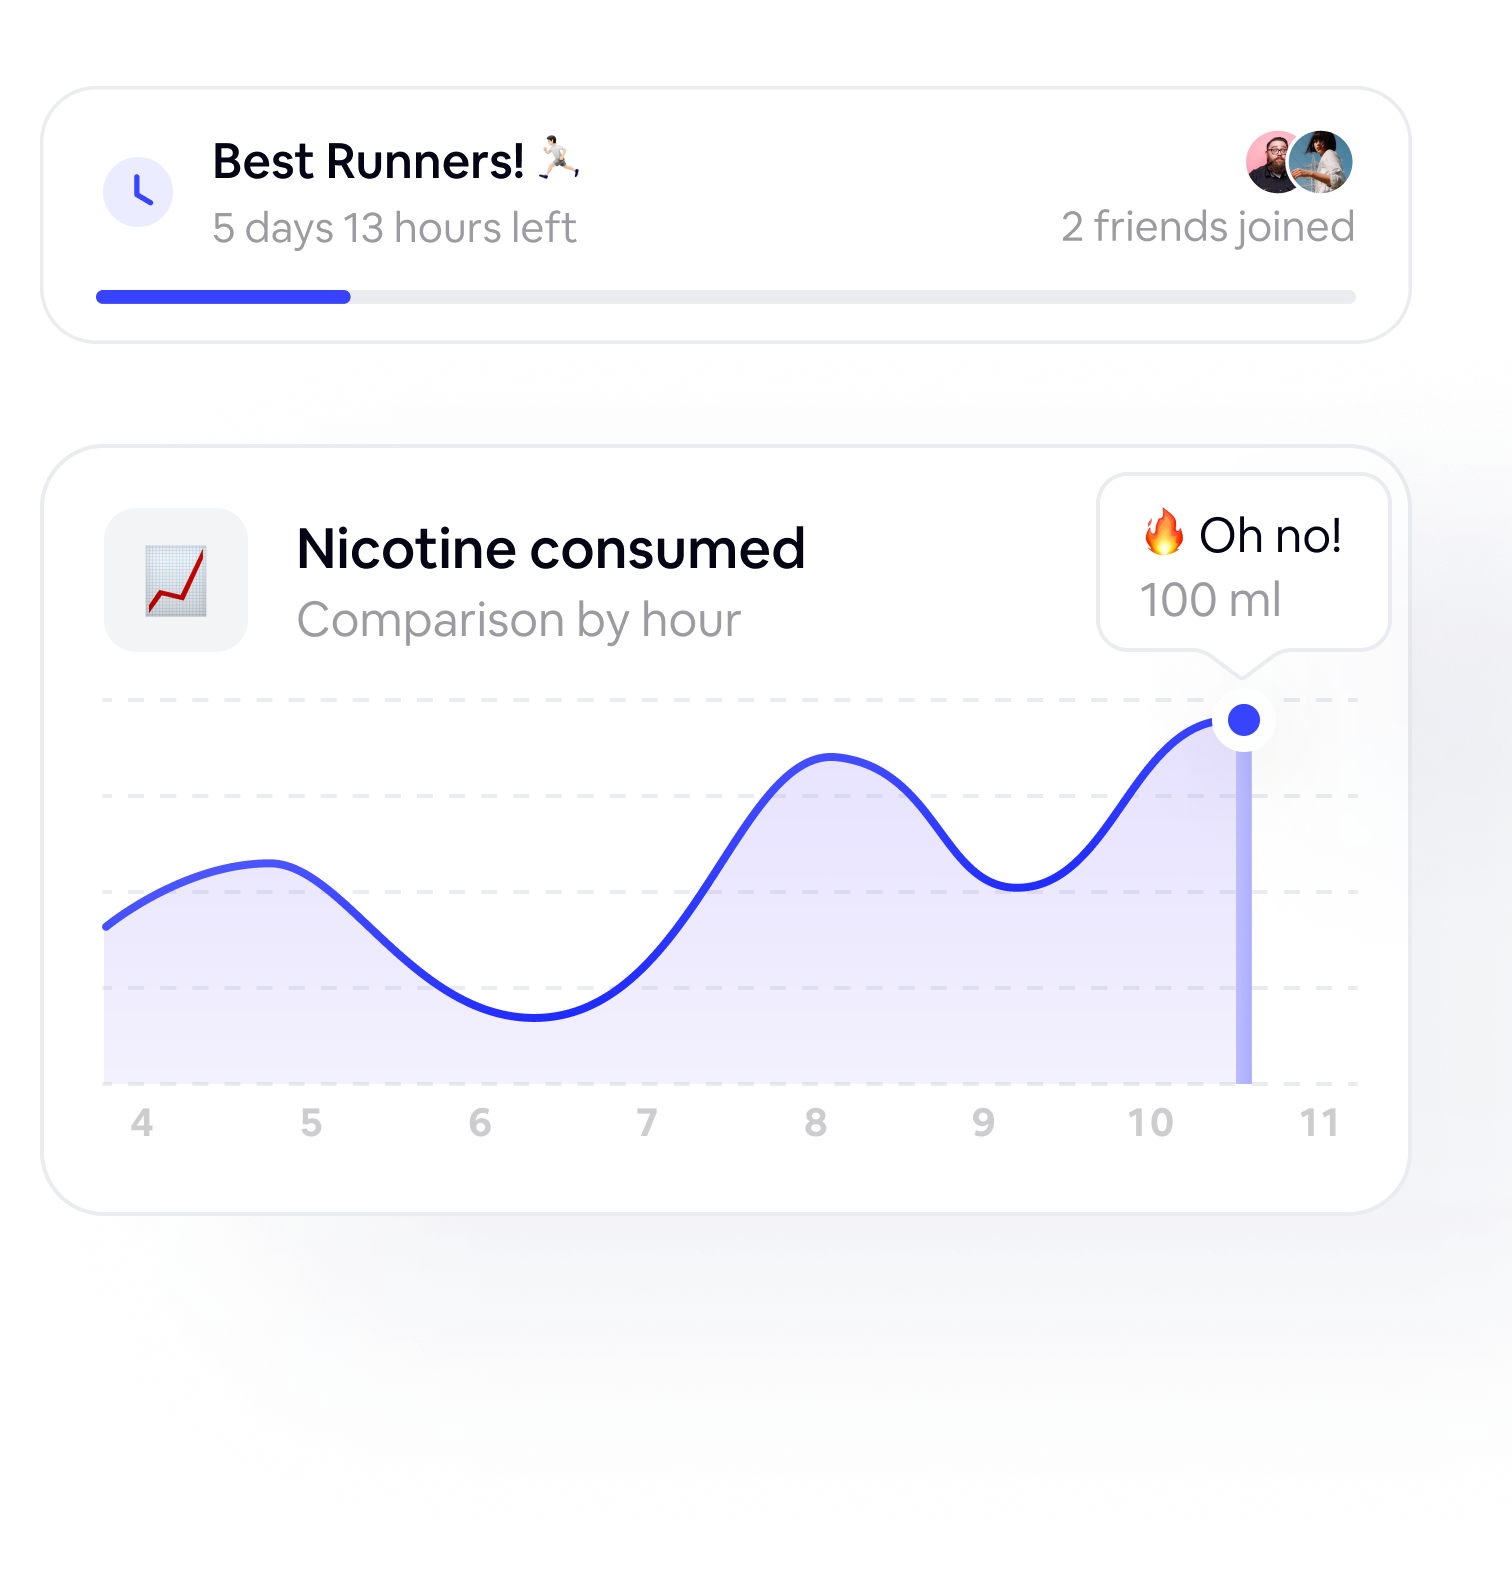 Best Runners! 🏃🏻
5 days 13 hours left
2 friends joined
Nicotine consumed
Comparison by hour
🔥 Oh no!
100 ml
4 5 6 7 8 9 10 11